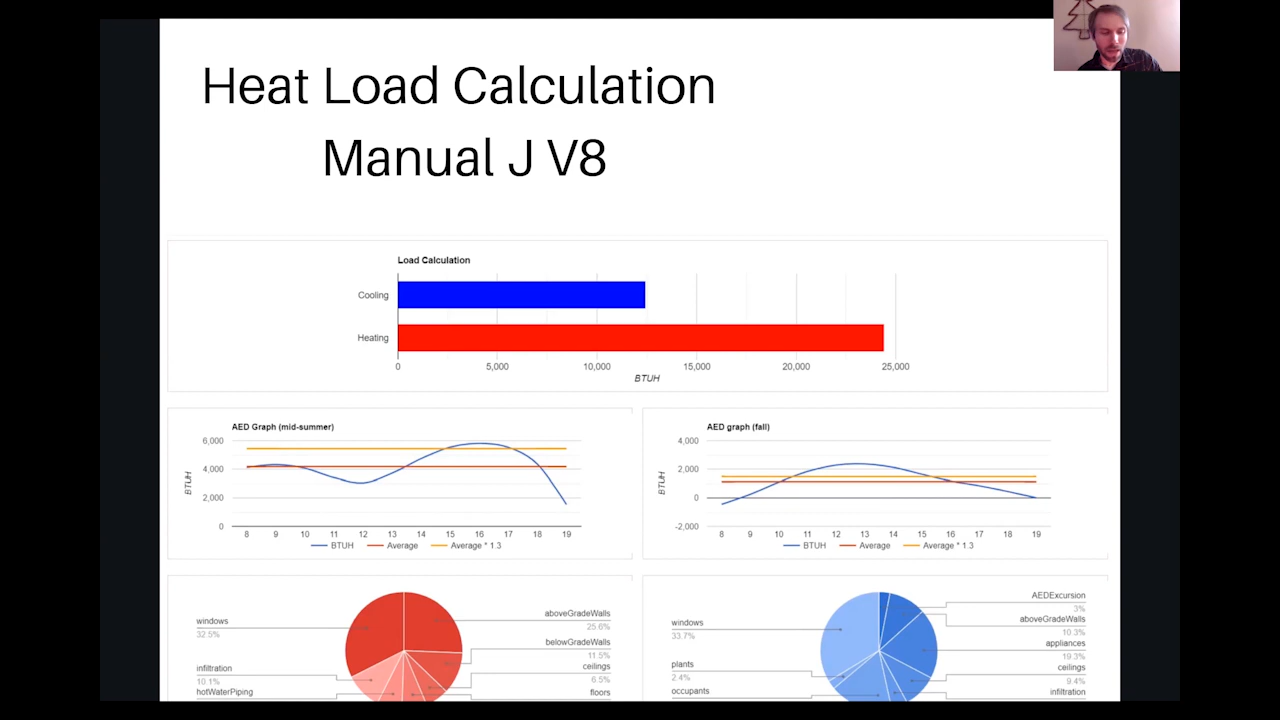 Heat Load Calculation
Manual J V8
Load Calculation
Cooling
Heating
0 5,000 10,000 15,000 20,000 25,000
BTUH
AED Graph (mid-summer)
6,000
4,000
2,000
0
BTUH
8 9 10 11 12 13 14 15 16 17 18 19
BTUH Average Average * 1.3
AED graph (fall)
4,000
2,000
0
-2,000
BTUH
8 9 10 11 12 13 14 15 16 17 18 19
BTUH Average Average * 1.3
windows
32.5%
infiltration
10.1%
hotWaterPiping
aboveGradeWalls
25.6%
belowGradeWalls
11.5%
ceilings
6.5%
floors
windows
33.7%
plants
2.4%
occupants
AEDExcursion
3%
aboveGradeWalls
10.3%
appliances
19.3%
ceilings
9.4%
infiltration